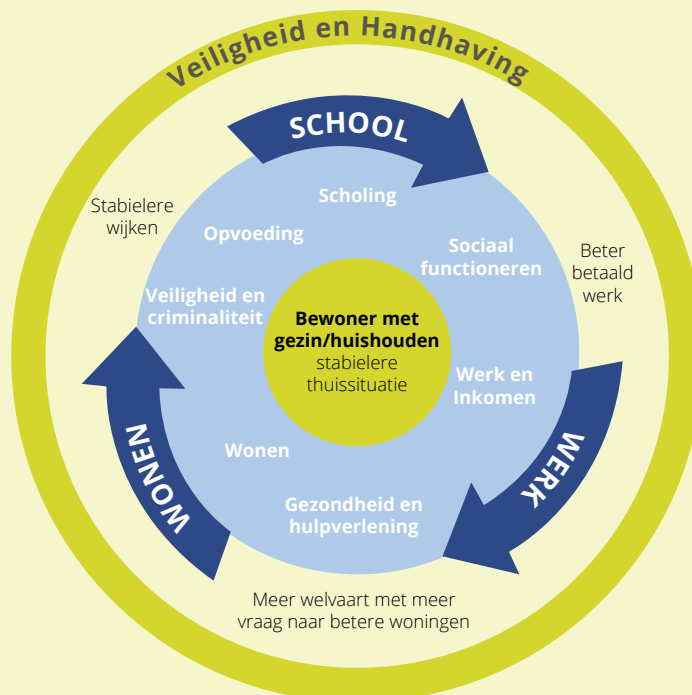 Veiligheid en Handhaving
SCHOOL
Scholing
Stabielere
wijken
Opvoeding
Sociaal
functioneren
Beter
betaald
werk
Veiligheid en
criminaliteit
Bewoner met
gezin/huishouden
stabielere
thuissituatie
Werk en
Inkomen
WERK
WONEN
Wonen
Gezondheid en
hulpverlening
Meer welvaart met meer
vraag naar betere woningen